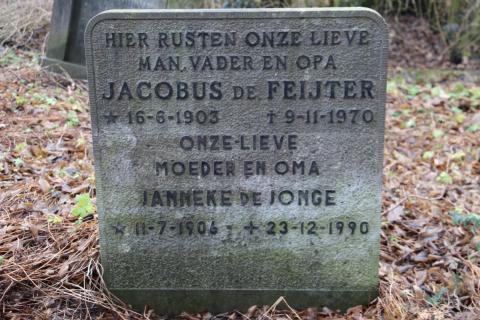 HIER RUSTEN ONZE LIEVE
MAN, VADER EN OPA
JACOBUS DE FEIJTER
★ 16-6-1903 ✝ 9-11-1970
ONZE LIEVE
MOEDER EN OMA
JANNEKE DE JONGE
★ 11-7-1906 - ✝ 23-12-1990